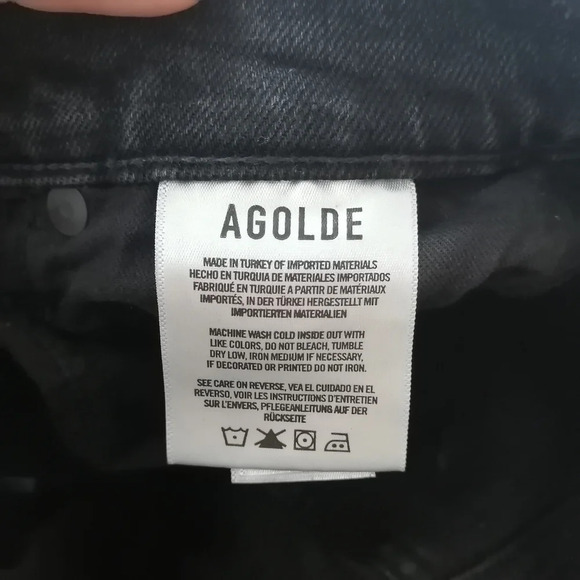 AGOLDE
MADE IN TURKEY OF IMPORTED MATERIALS
HECHO EN TURQUIA DE MATERIALES IMPORTADOS
FABRIQUÉ EN TURQUIE A PARTIR DE MATÉRIAUX
IMPORTÉS, IN DER TÜRKEI HERGESTELLT MIT
IMPORTIERTEN MATERIALIEN
MACHINE WASH COLD INSIDE OUT WITH
LIKE COLORS, DO NOT BLEACH, TUMBLE
DRY LOW, IRON MEDIUM IF NECESSARY,
IF DECORATED OR PRINTED DO NOT IRON.
SEE CARE ON REVERSE, VEA EL CUIDADO EN EL
REVERSO, VOIR LES INSTRUCTIONS D'ENTRETIEN
SUR L'ENVERS, PFLEGEANLEITUNG AUF DER
RÜCKSEITE